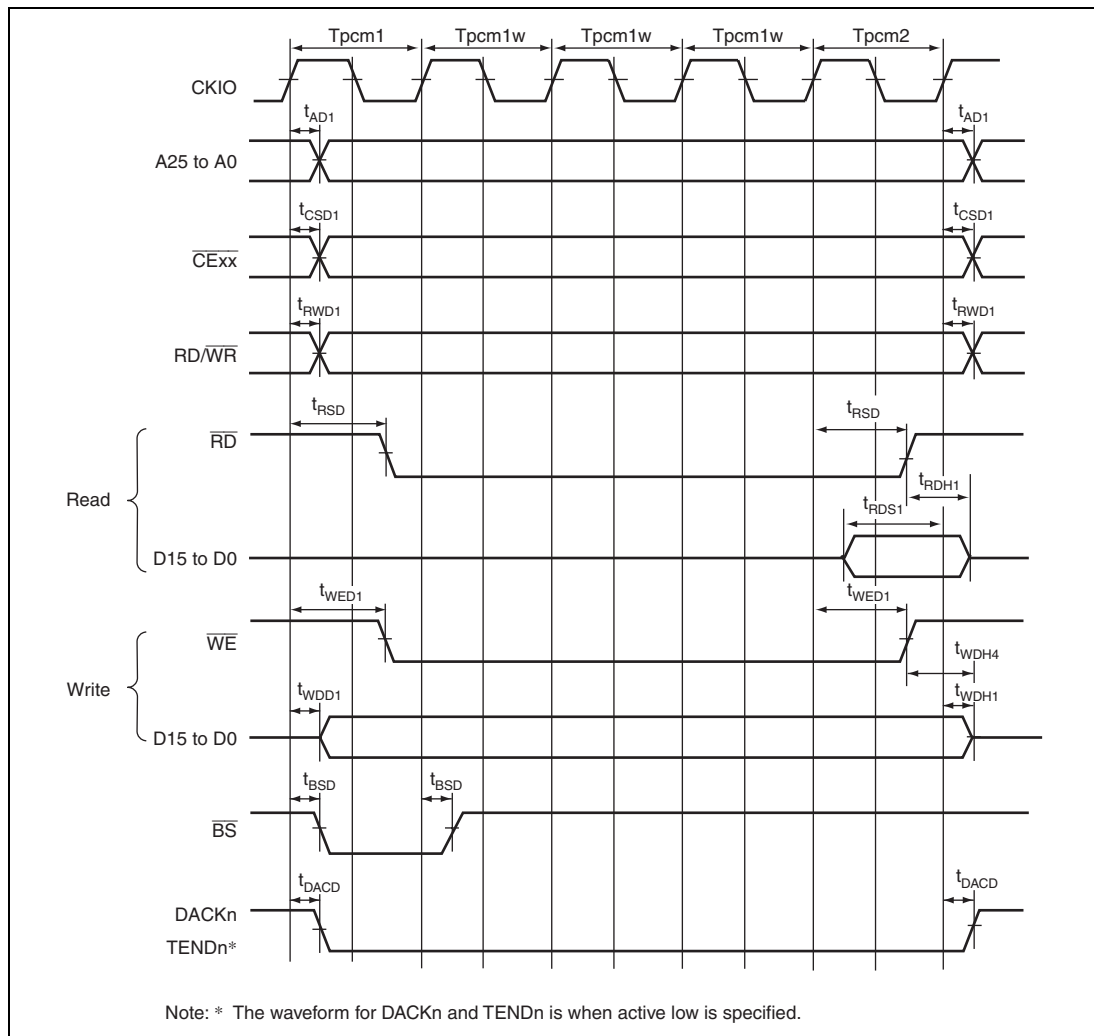 Tpcm1 Tpcm1w Tpcm1w Tpcm1w Tpcm2
CKIO
tAD1 tAD1
A25 to A0
tCSD1 tCSD1
CExx
tRWD1 tRWD1
RD/WR
tRSD tRSD
RD
tRDH1
Read
tRDS1
D15 to D0
tWED1 tWED1
WE
tWDH4
Write
tWDD1 tWDH1
D15 to D0
tBSD tBSD
BS
tDACD tDACD
DACKn
TENDn*
Note: * The waveform for DACKn and TENDn is when active low is specified.